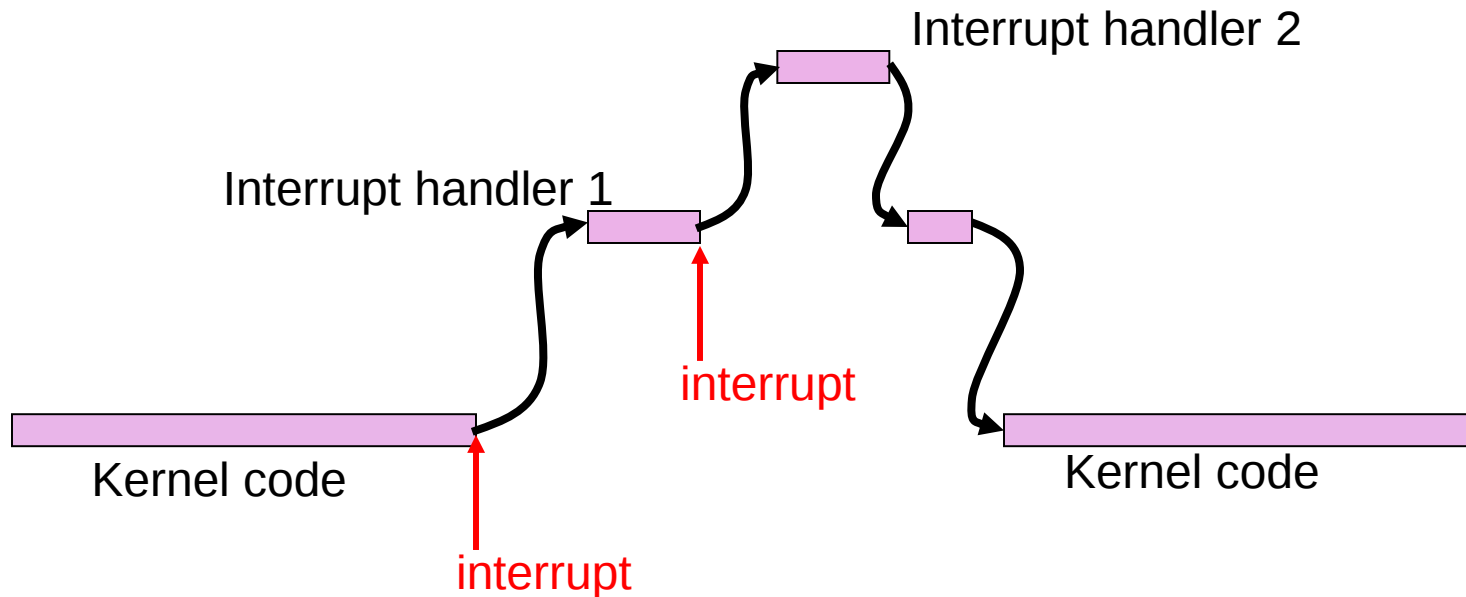 Interrupt handler 2
Interrupt handler 1
interrupt
Kernel code
Kernel code
interrupt